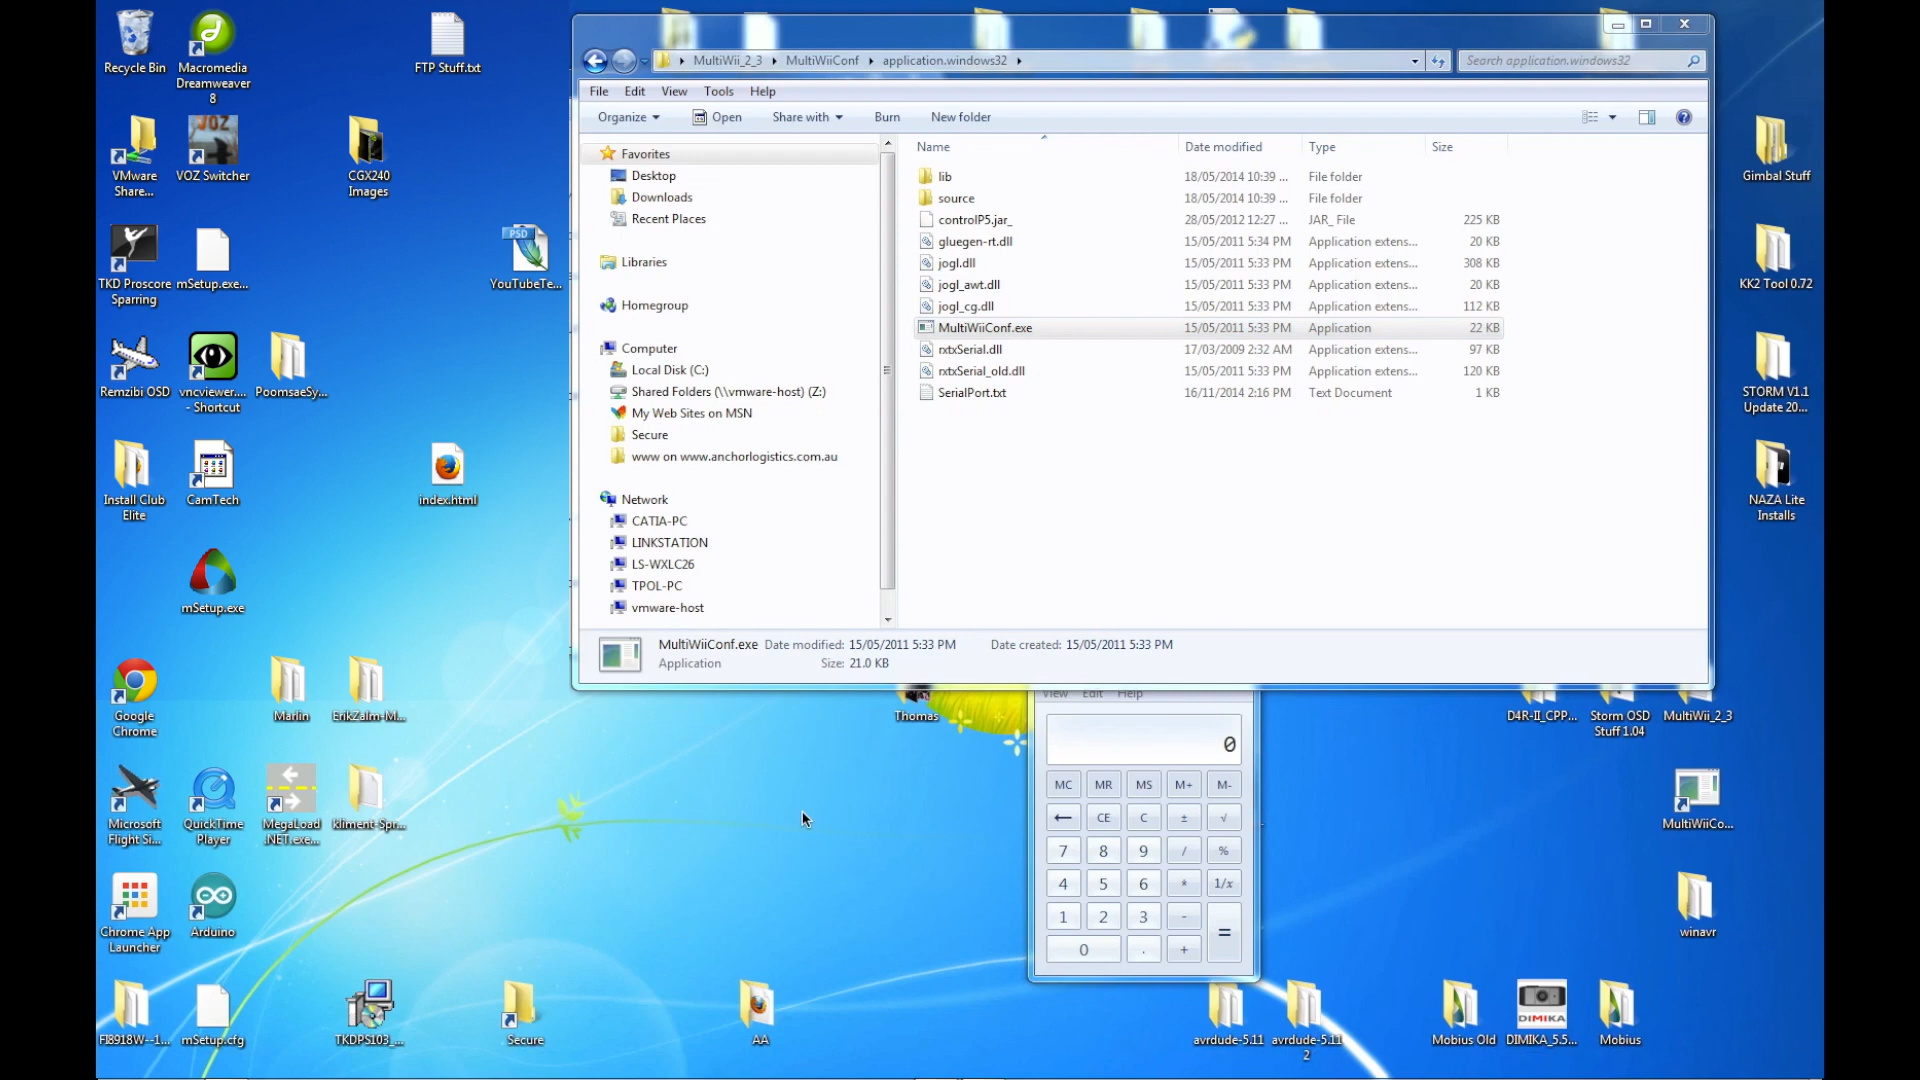 Recycle Bin
Macromedia
Dreamweaver
8
FTP Stuff.txt
VMware
Share...
VOZ
VOZ Switcher
CGX240
Images
TKD Proscore
Sparring
mSetup.exe...
PSD
YouTubeTe...
Remzibi OSD
vncviewer....
- Shortcut
PoomsaeSy...
Install Club
Elite
CamTech
index.html
mSetup.exe
Google
Chrome
Marlin
ErikZalm-M...
Microsoft
Flight Si...
QuickTime
Player
MegaLoad
.NET.exe...
kliment-Spr...
Chrome App
Launcher
Arduino
FI8918W--1...
mSetup.cfg
TKDPS103_...
Secure
AA
MultiWii_2_3
MultiWiiConf
application.windows32
Search application.windows32
File Edit View Tools Help
Organize Open Share with Burn New folder
Favorites
Desktop
Downloads
Recent Places
Libraries
Homegroup
Computer
Local Disk (C:)
Shared Folders (\\vmware-host) (Z:)
My Web Sites on MSN
Secure
www on www.anchorlogistics.com.au
Network
CATIA-PC
LINKSTATION
LS-WXLC26
TPOL-PC
vmware-host
Name Date modified Type Size
lib 18/05/2014 10:39 ... File folder
source 18/05/2014 10:39 ... File folder
controlP5.jar_ 28/05/2012 12:27 ... JAR_ File 225 KB
gluegen-rt.dll 15/05/2011 5:34 PM Application extens... 20 KB
jogl.dll 15/05/2011 5:33 PM Application extens... 308 KB
jogl_awt.dll 15/05/2011 5:33 PM Application extens... 20 KB
jogl_cg.dll 15/05/2011 5:33 PM Application extens... 112 KB
MultiWiiConf.exe 15/05/2011 5:33 PM Application 22 KB
rxtxSerial.dll 17/03/2009 2:32 AM Application extens... 97 KB
rxtxSerial_old.dll 15/05/2011 5:33 PM Application extens... 120 KB
SerialPort.txt 16/11/2014 2:16 PM Text Document 1 KB
MultiWiiConf.exe Date modified: 15/05/2011 5:33 PM Date created: 15/05/2011 5:33 PM
Application Size: 21.0 KB
Thomas
View Edit Help
0
MC MR MS M+ M-
← CE C ± √
7 8 9 / %
4 5 6 * 1/x
1 2 3 - =
0 . +
Gimbal Stuff
KK2 Tool 0.72
STORM V1.1
Update 20...
NAZA Lite
Installs
D4R-II_CPP...
Storm OSD
Stuff 1.04
MultiWii_2_3
MultiWiiCo...
winavr
avrdude-5.11
avrdude-5.11
2
Mobius Old
DIMIKA
DIMIKA_5.5...
Mobius